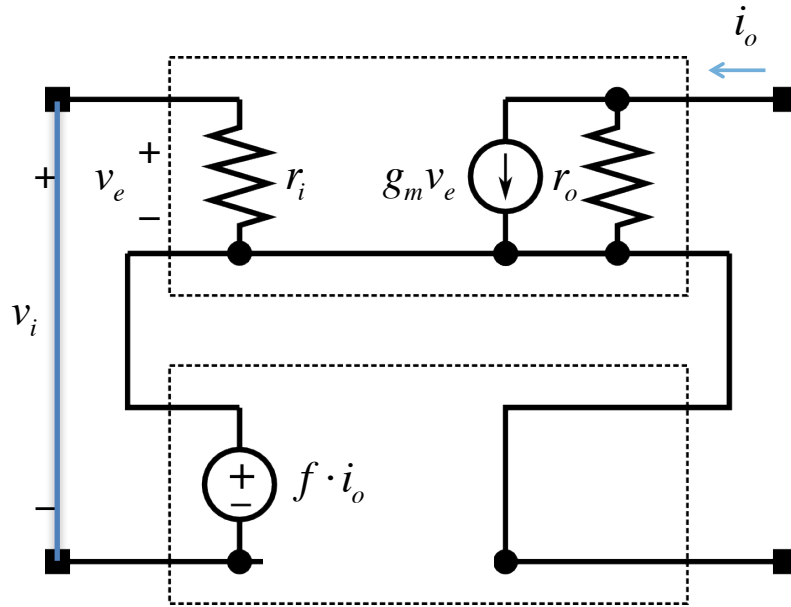 i_o
+
+
v_e
r_i
g_m v_e
r_o
−
v_i
+
f · i_o
−
−